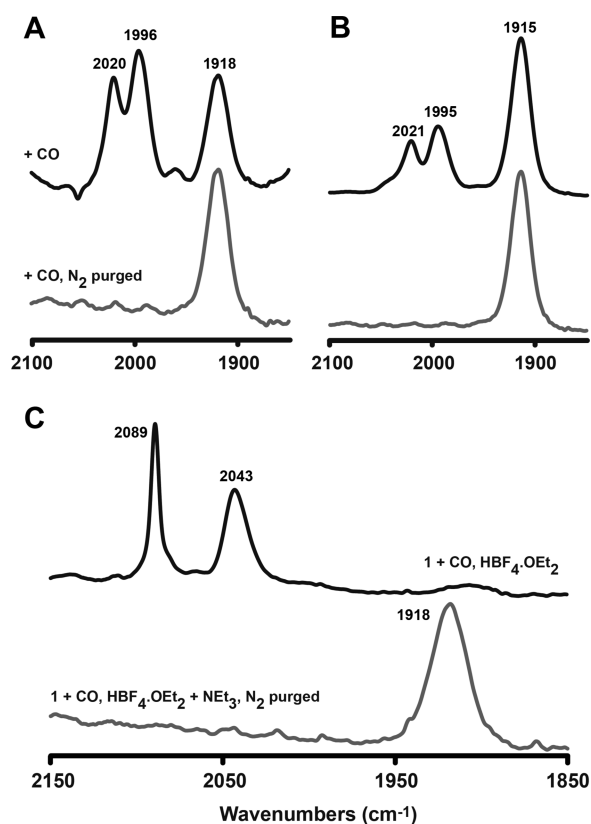 A
1996
2020
1918
+ CO
+ CO, N2 purged
2100 2000 1900
B
1915
1995
2021
2100 2000 1900
C
2089
2043
1 + CO, HBF4.OEt2
1918
1 + CO, HBF4.OEt2 + NEt3, N2 purged
2150 2050 1950 1850
Wavenumbers (cm-1)